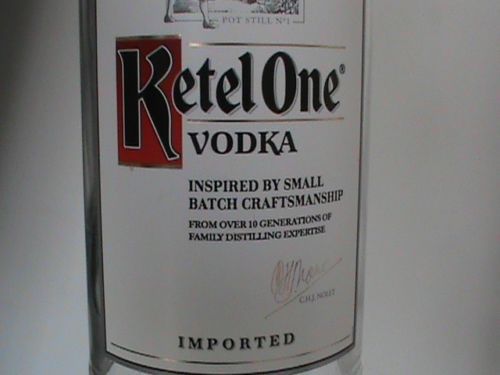 POT STILL Nº1
Ketel One®
VODKA
INSPIRED BY SMALL
BATCH CRAFTSMANSHIP
FROM OVER 10 GENERATIONS OF
FAMILY DISTILLING EXPERTISE
C.H.J. NOLET
IMPORTED